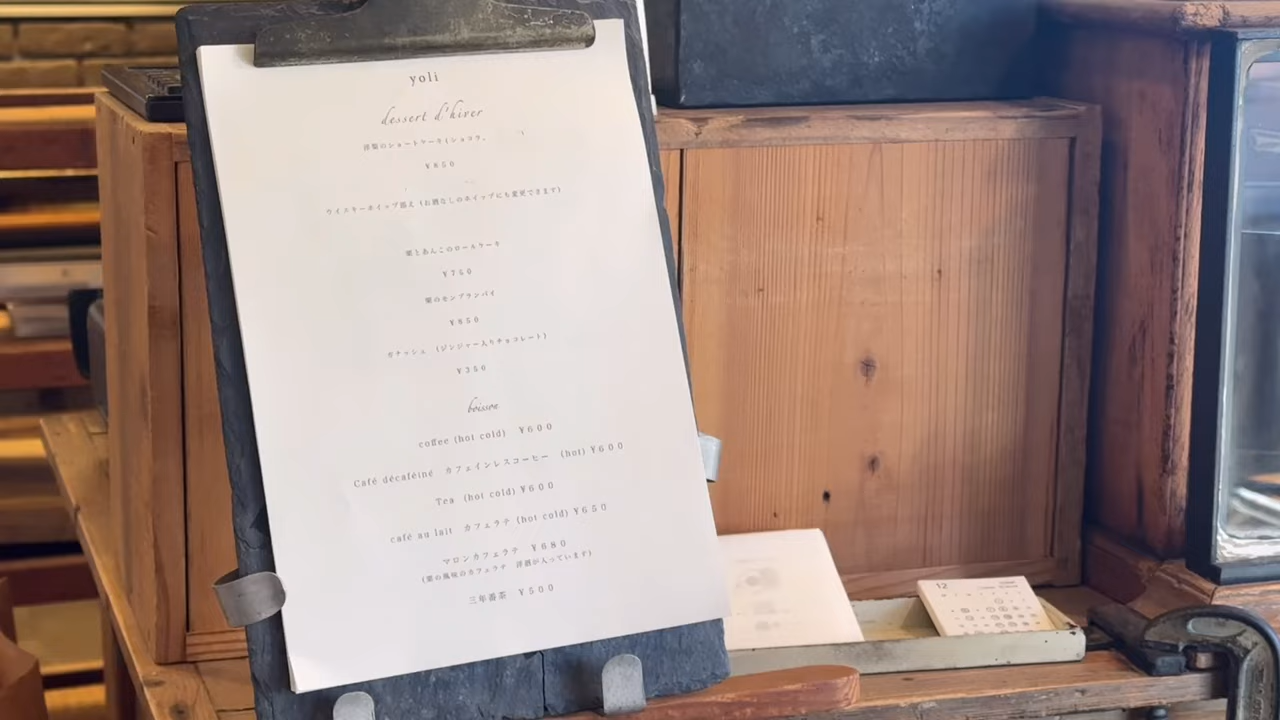 yoli
dessert d'hiver
洋梨のショートケーキ(ショコラ)
¥650
ウイスキーホイップ添え (お酒なしのホイップにも変更できます)
栗とあんこのロールケーキ
¥750
栗のモンブランパイ
¥850
ガナッシュ (ジンジャー入りチョコレート)
¥350
boisson
coffee (hot cold) ¥600
Café décaféiné カフェインレスコーヒー (hot) ¥600
Tea (hot cold) ¥600
café au lait カフェラテ (hot cold) ¥650
マロンカフェラテ ¥680
(栗の風味のカフェラテ 洋酒が入っています)
三年番茶 ¥500
12